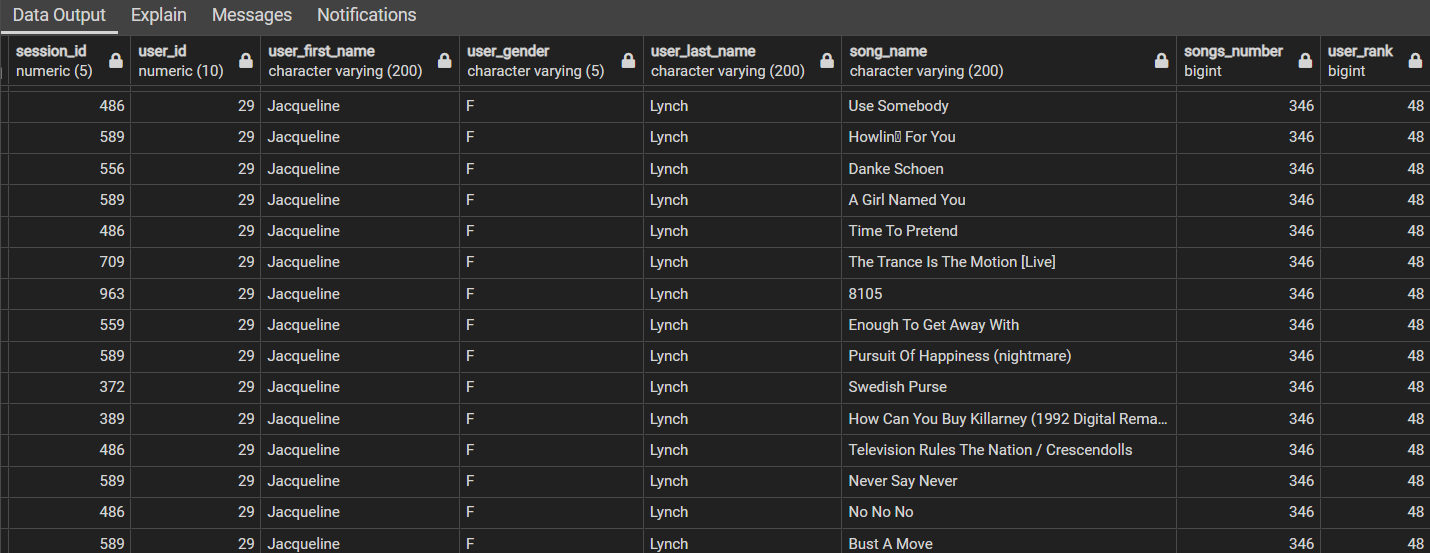 Data Output Explain Messages Notifications
session_id user_id user_first_name user_gender user_last_name song_name songs_number user_rank
numeric (5) numeric (10) character varying (200) character varying (5) character varying (200) character varying (200) bigint bigint
486 29 Jacqueline F Lynch Use Somebody 346 48
589 29 Jacqueline F Lynch Howlin For You 346 48
556 29 Jacqueline F Lynch Danke Schoen 346 48
589 29 Jacqueline F Lynch A Girl Named You 346 48
486 29 Jacqueline F Lynch Time To Pretend 346 48
709 29 Jacqueline F Lynch The Trance Is The Motion [Live] 346 48
963 29 Jacqueline F Lynch 8105 346 48
559 29 Jacqueline F Lynch Enough To Get Away With 346 48
589 29 Jacqueline F Lynch Pursuit Of Happiness (nightmare) 346 48
372 29 Jacqueline F Lynch Swedish Purse 346 48
389 29 Jacqueline F Lynch How Can You Buy Killarney (1992 Digital Rema... 346 48
486 29 Jacqueline F Lynch Television Rules The Nation / Crescendolls 346 48
589 29 Jacqueline F Lynch Never Say Never 346 48
486 29 Jacqueline F Lynch No No No 346 48
589 29 Jacqueline F Lynch Bust A Move 346 48